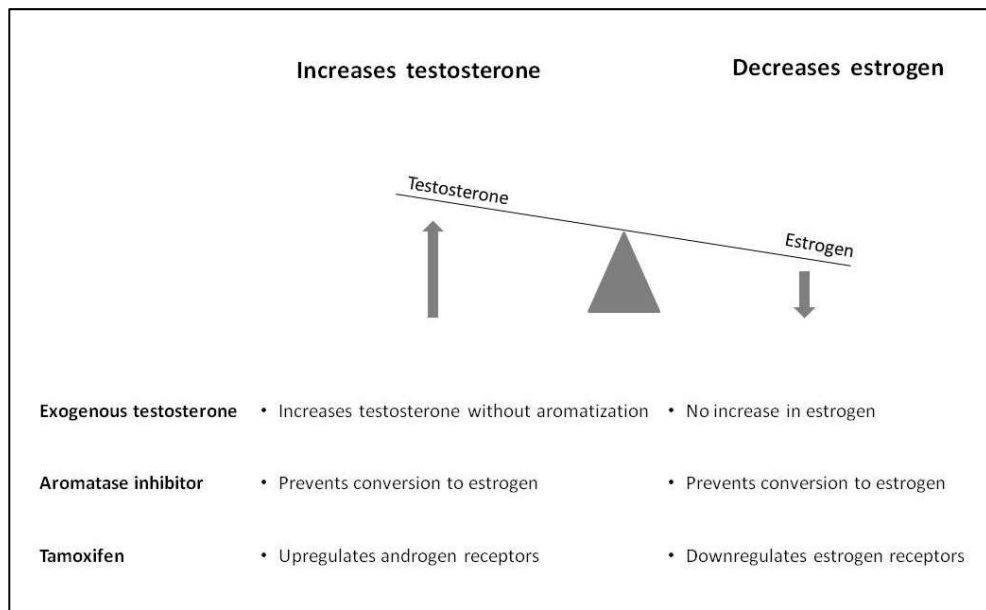 Increases testosterone
Decreases estrogen
Testosterone
Estrogen
Exogenous testosterone • Increases testosterone without aromatization • No increase in estrogen
Aromatase inhibitor • Prevents conversion to estrogen • Prevents conversion to estrogen
Tamoxifen • Upregulates androgen receptors • Downregulates estrogen receptors